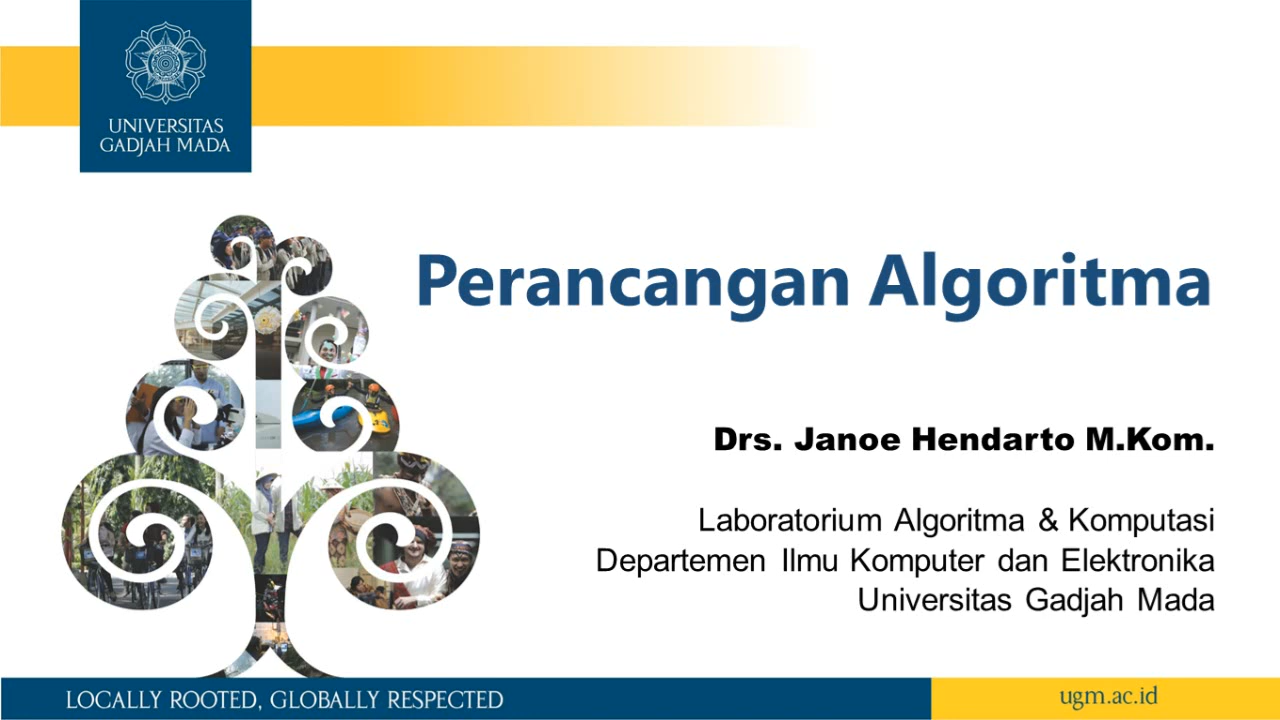 UNIVERSITAS
GADJAH MADA
Perancangan Algoritma
Drs. Janoe Hendarto M.Kom.
Laboratorium Algoritma & Komputasi
Departemen Ilmu Komputer dan Elektronika
Universitas Gadjah Mada
LOCALLY ROOTED, GLOBALLY RESPECTED
ugm.ac.id